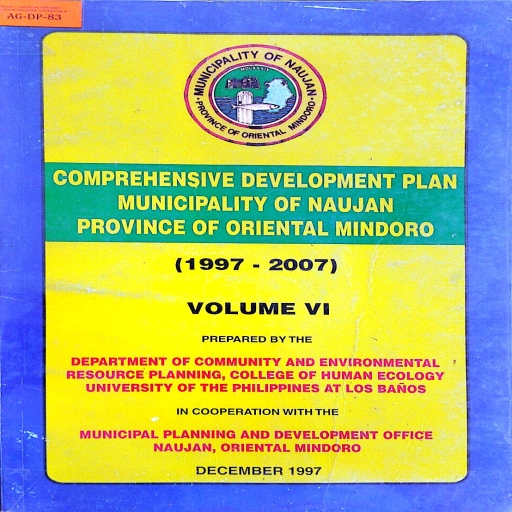 AG-DP-83
MUNICIPALITY OF NAUJAN
PROVINCE OF ORIENTAL MINDORO
COMPREHENSIVE DEVELOPMENT PLAN
MUNICIPALITY OF NAUJAN
PROVINCE OF ORIENTAL MINDORO
(1997 - 2007)
VOLUME VI
PREPARED BY THE
DEPARTMENT OF COMMUNITY AND ENVIRONMENTAL
RESOURCE PLANNING, COLLEGE OF HUMAN ECOLOGY
UNIVERSITY OF THE PHILIPPINES AT LOS BAÑOS
IN COOPERATION WITH THE
MUNICIPAL PLANNING AND DEVELOPMENT OFFICE
NAUJAN, ORIENTAL MINDORO
DECEMBER 1997